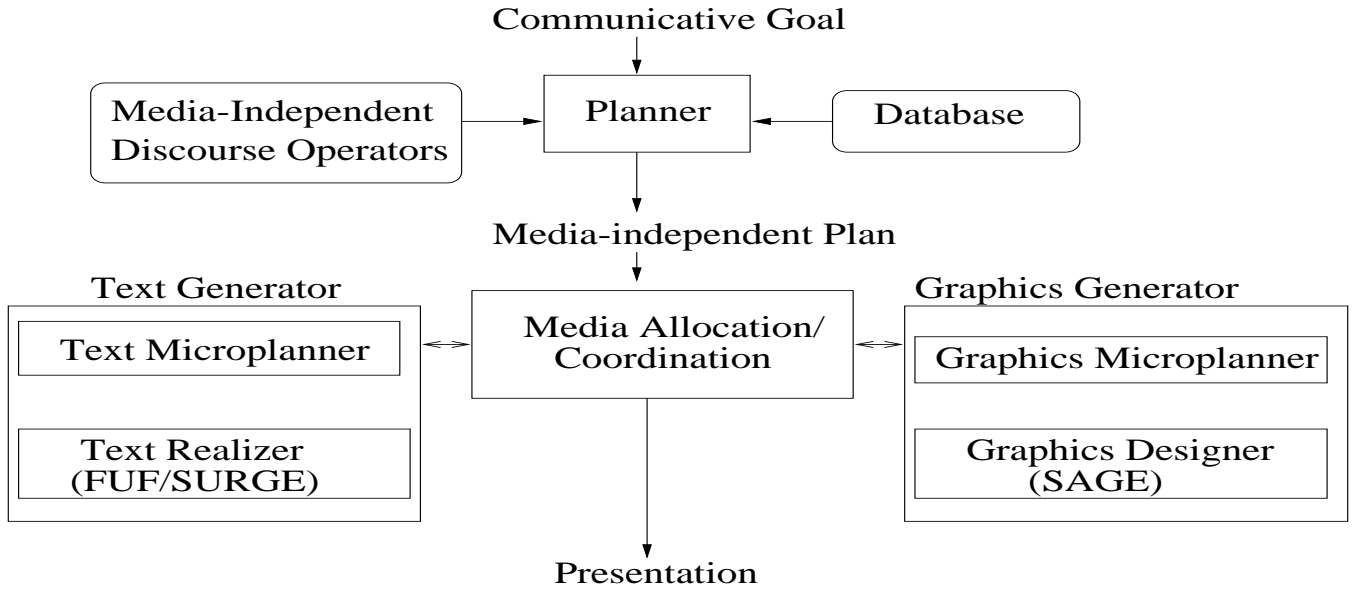 Communicative Goal
Media-Independent
Discourse Operators
Planner
Database
Media-independent Plan
Text Generator
Graphics Generator
Text Microplanner
Media Allocation/
Coordination
Graphics Microplanner
Text Realizer
(FUF/SURGE)
Graphics Designer
(SAGE)
Presentation